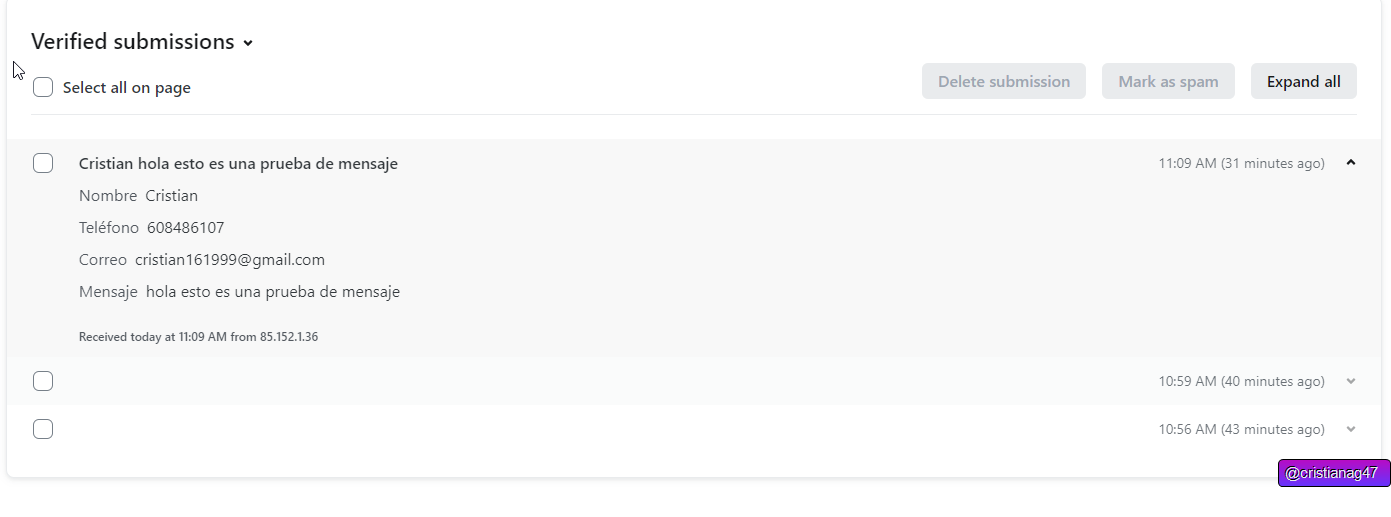 Verified submissions
Select all on page
Delete submission
Mark as spam
Expand all
Cristian hola esto es una prueba de mensaje
11:09 AM (31 minutes ago)
Nombre Cristian
Teléfono 608486107
Correo cristian161999@gmail.com
Mensaje hola esto es una prueba de mensaje
Received today at 11:09 AM from 85.152.1.36
10:59 AM (40 minutes ago)
10:56 AM (43 minutes ago)
@cristianag47